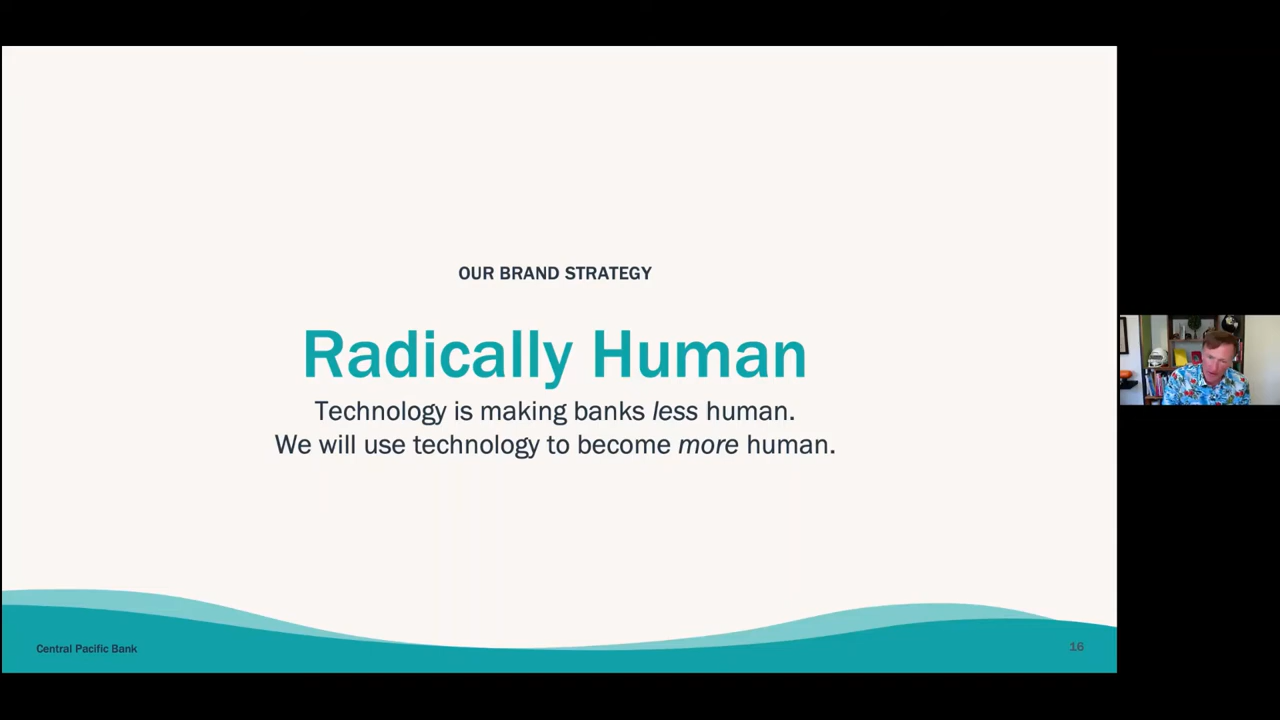 OUR BRAND STRATEGY
Radically Human
Technology is making banks less human.
We will use technology to become more human.
Central Pacific Bank
16